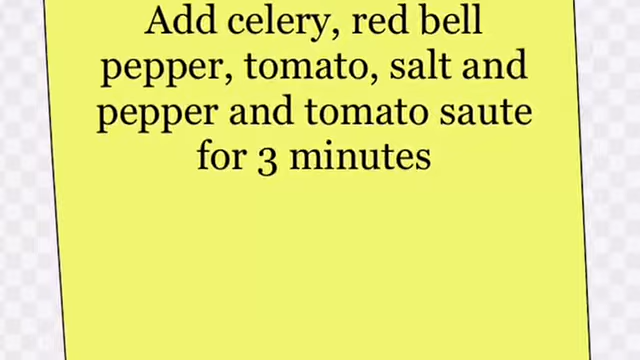 Add celery, red bell
pepper, tomato, salt and
pepper and tomato saute
for 3 minutes